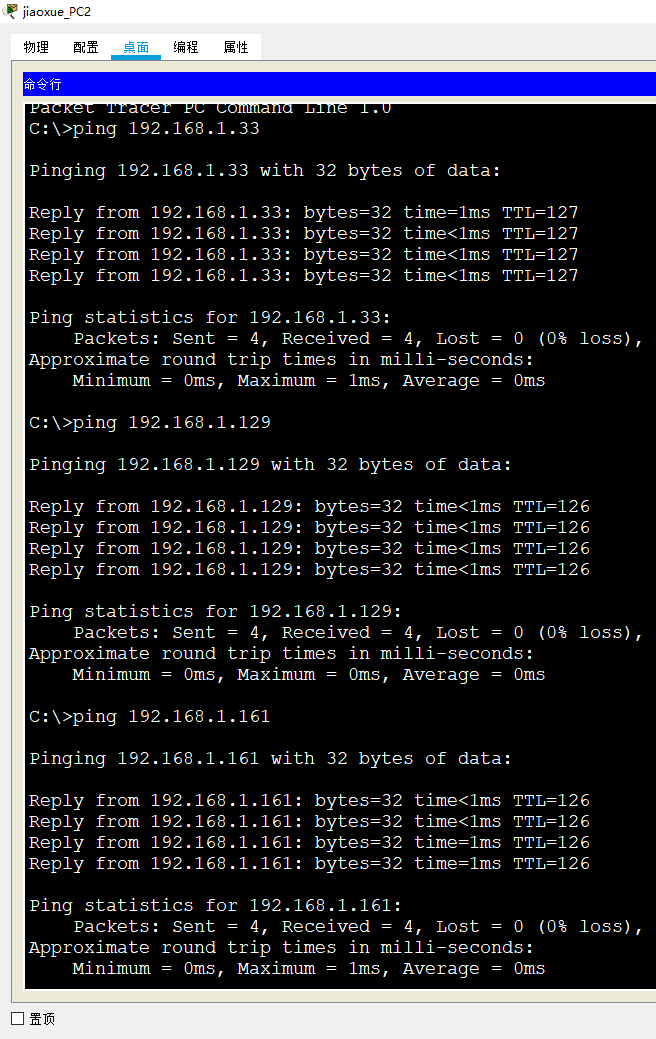 jiaoxue_PC2
物理 配置 桌面 编程 属性
命令行
Packet Tracer PC Command Line 1.0
C:\>ping 192.168.1.33
Pinging 192.168.1.33 with 32 bytes of data:
Reply from 192.168.1.33: bytes=32 time=1ms TTL=127
Reply from 192.168.1.33: bytes=32 time<1ms TTL=127
Reply from 192.168.1.33: bytes=32 time<1ms TTL=127
Reply from 192.168.1.33: bytes=32 time<1ms TTL=127
Ping statistics for 192.168.1.33:
Packets: Sent = 4, Received = 4, Lost = 0 (0% loss),
Approximate round trip times in milli-seconds:
Minimum = 0ms, Maximum = 1ms, Average = 0ms
C:\>ping 192.168.1.129
Pinging 192.168.1.129 with 32 bytes of data:
Reply from 192.168.1.129: bytes=32 time<1ms TTL=126
Reply from 192.168.1.129: bytes=32 time<1ms TTL=126
Reply from 192.168.1.129: bytes=32 time<1ms TTL=126
Reply from 192.168.1.129: bytes=32 time<1ms TTL=126
Ping statistics for 192.168.1.129:
Packets: Sent = 4, Received = 4, Lost = 0 (0% loss),
Approximate round trip times in milli-seconds:
Minimum = 0ms, Maximum = 0ms, Average = 0ms
C:\>ping 192.168.1.161
Pinging 192.168.1.161 with 32 bytes of data:
Reply from 192.168.1.161: bytes=32 time<1ms TTL=126
Reply from 192.168.1.161: bytes=32 time<1ms TTL=126
Reply from 192.168.1.161: bytes=32 time=1ms TTL=126
Reply from 192.168.1.161: bytes=32 time=1ms TTL=126
Ping statistics for 192.168.1.161:
Packets: Sent = 4, Received = 4, Lost = 0 (0% loss),
Approximate round trip times in milli-seconds:
Minimum = 0ms, Maximum = 1ms, Average = 0ms
置顶